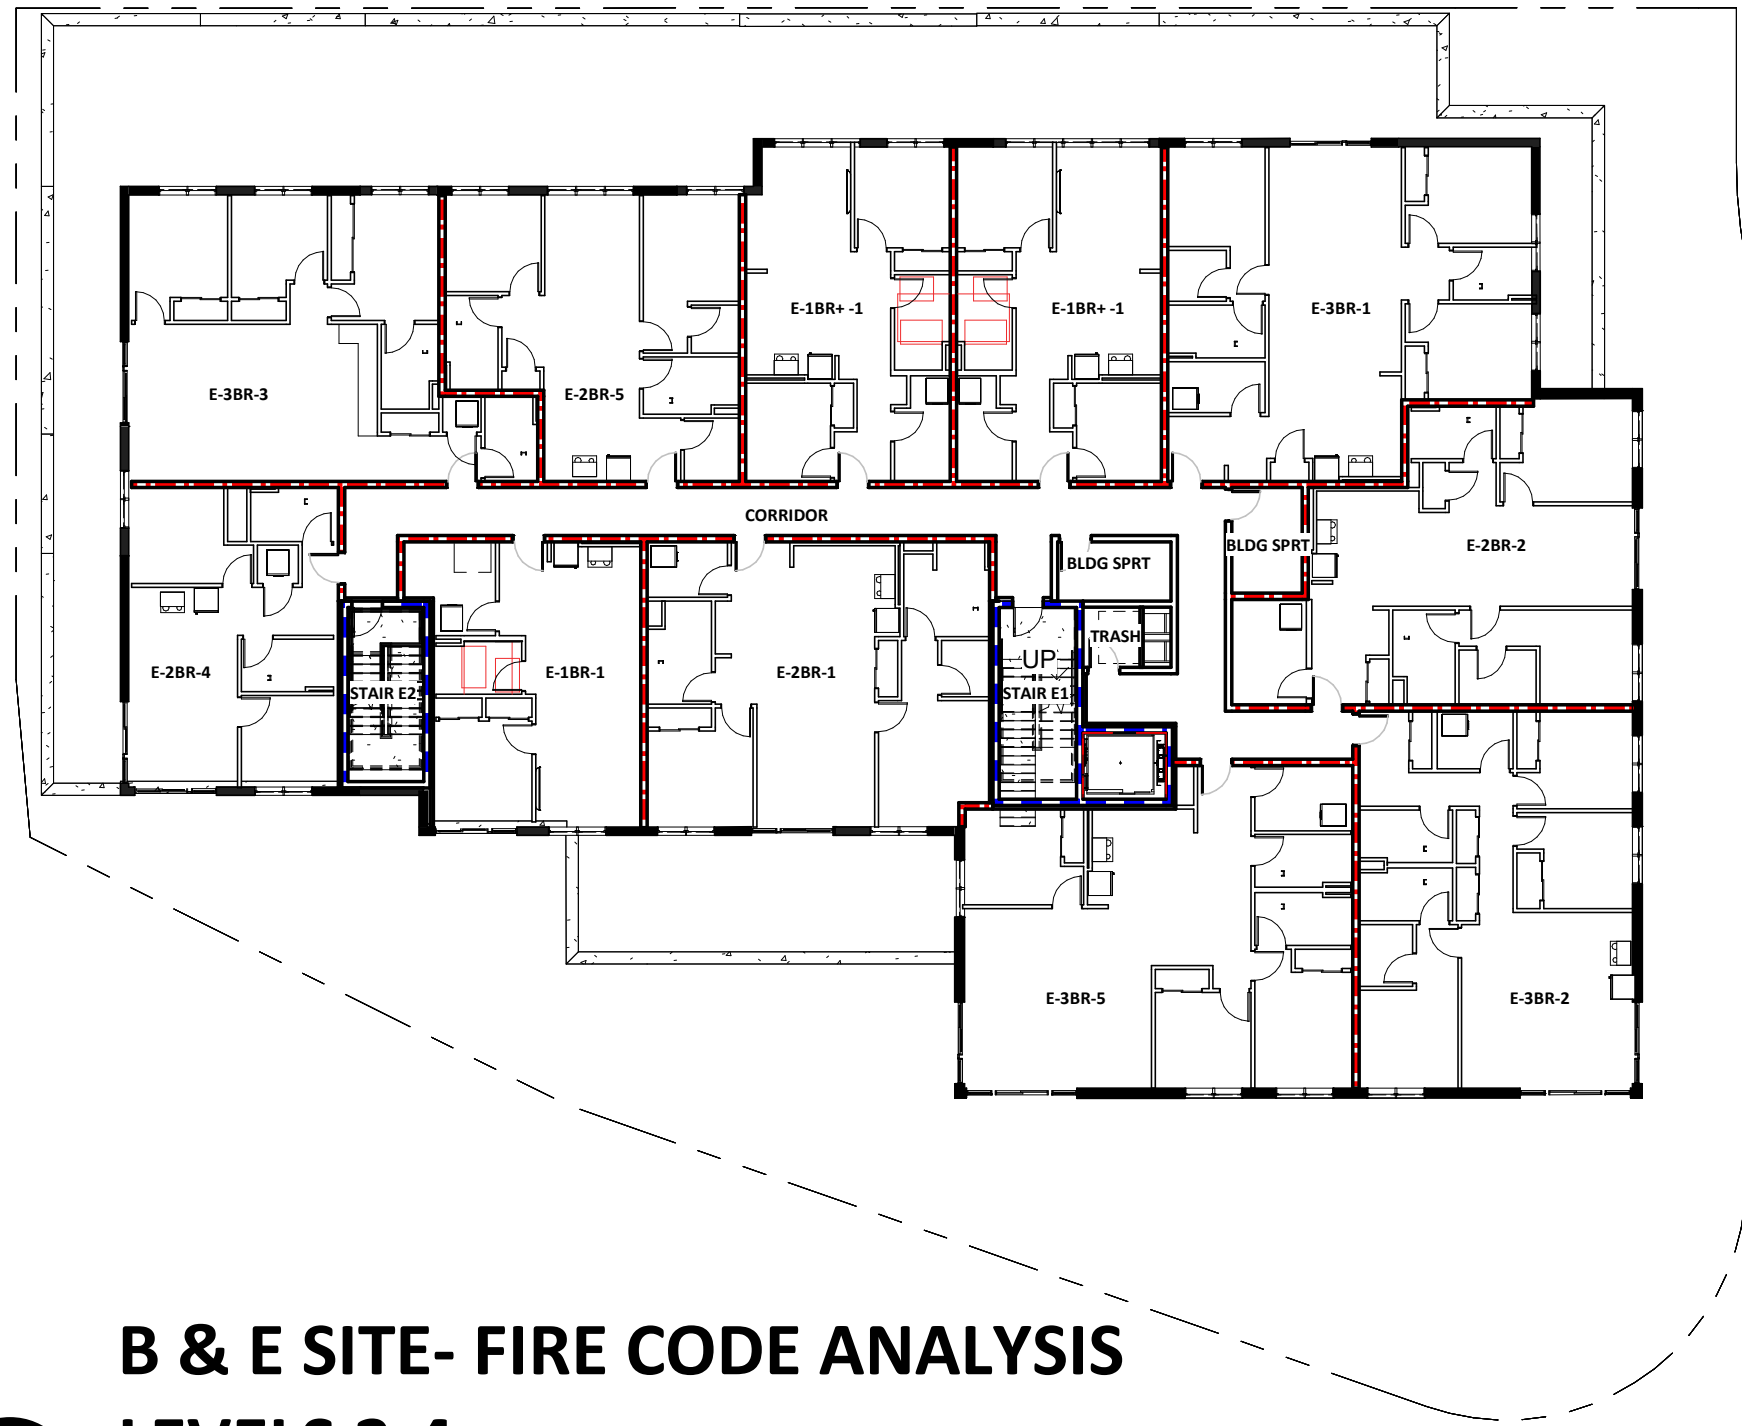 E-1BR+ -1
E-1BR+ -1
E-3BR-1
E-3BR-3
E-2BR-5
CORRIDOR
BLDG SPRT
E-2BR-2
BLDG SPRT
TRASH
UP
E-2BR-4
E-1BR-1
E-2BR-1
STAIR E2
STAIR E1
E-3BR-5
E-3BR-2
B & E SITE- FIRE CODE ANALYSIS